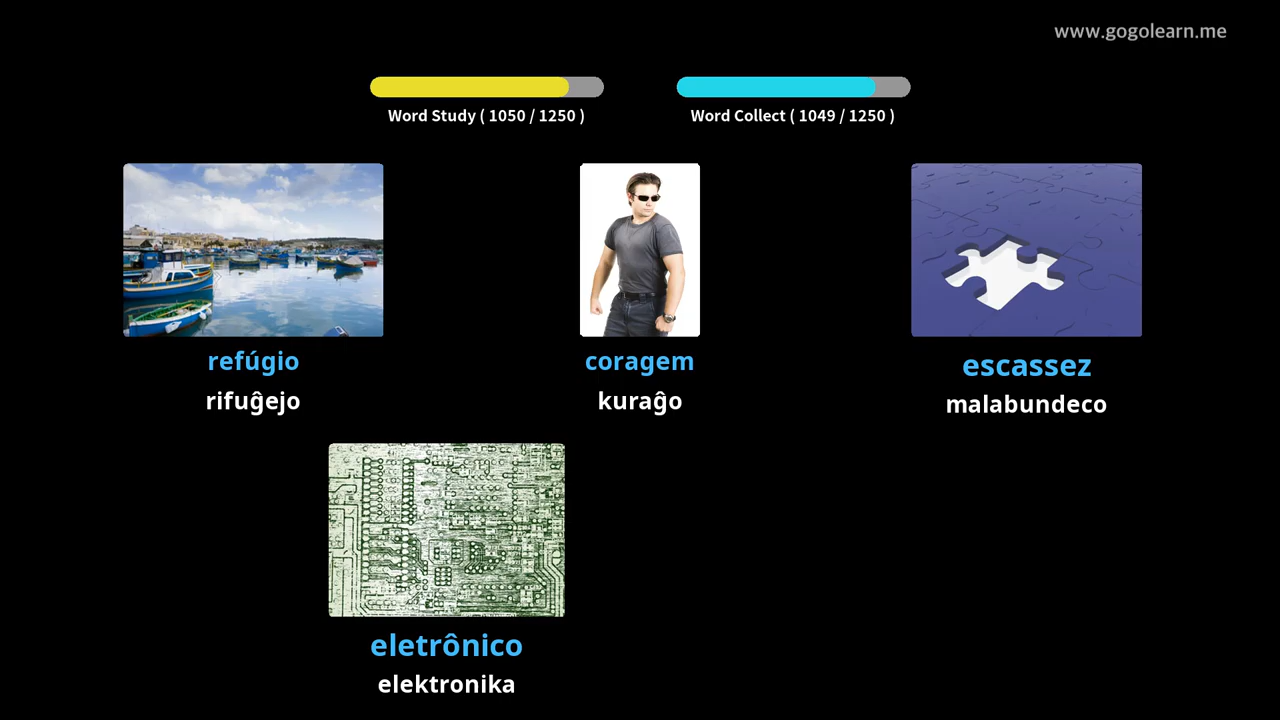 www.gogolearn.me
Word Study ( 1050 / 1250 )
Word Collect ( 1049 / 1250 )
refúgio
rifuĝejo
coragem
kuraĝo
escassez
malabundeco
eletrônico
elektronika